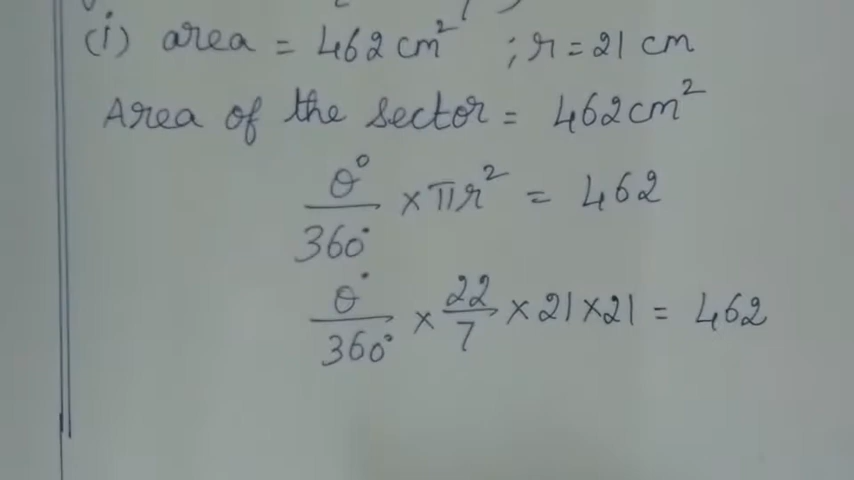 (i) area = 462 cm² ; r = 21 cm
Area of the sector = 462 cm²
θ°/360° × πr² = 462
θ°/360° × 22/7 × 21 × 21 = 462